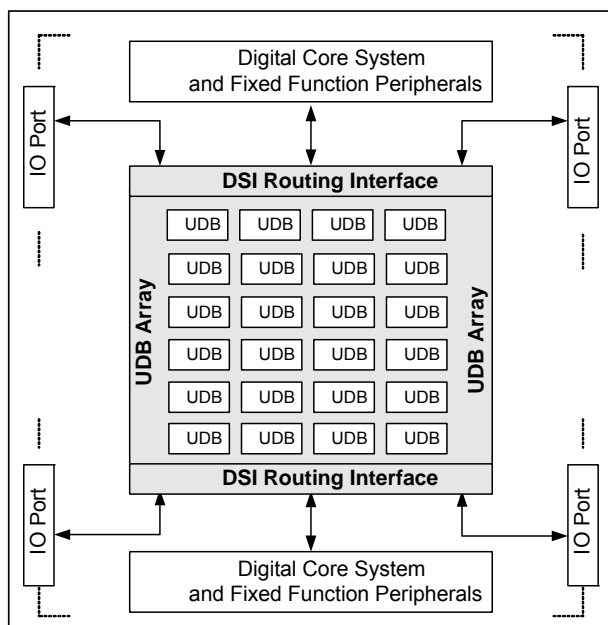 Digital Core System
and Fixed Function Peripherals
IO Port
IO Port
DSI Routing Interface
UDB Array
UDB UDB UDB UDB
UDB UDB UDB UDB
UDB UDB UDB UDB
UDB UDB UDB UDB
UDB UDB UDB UDB
UDB UDB UDB UDB
UDB Array
DSI Routing Interface
IO Port
IO Port
Digital Core System
and Fixed Function Peripherals